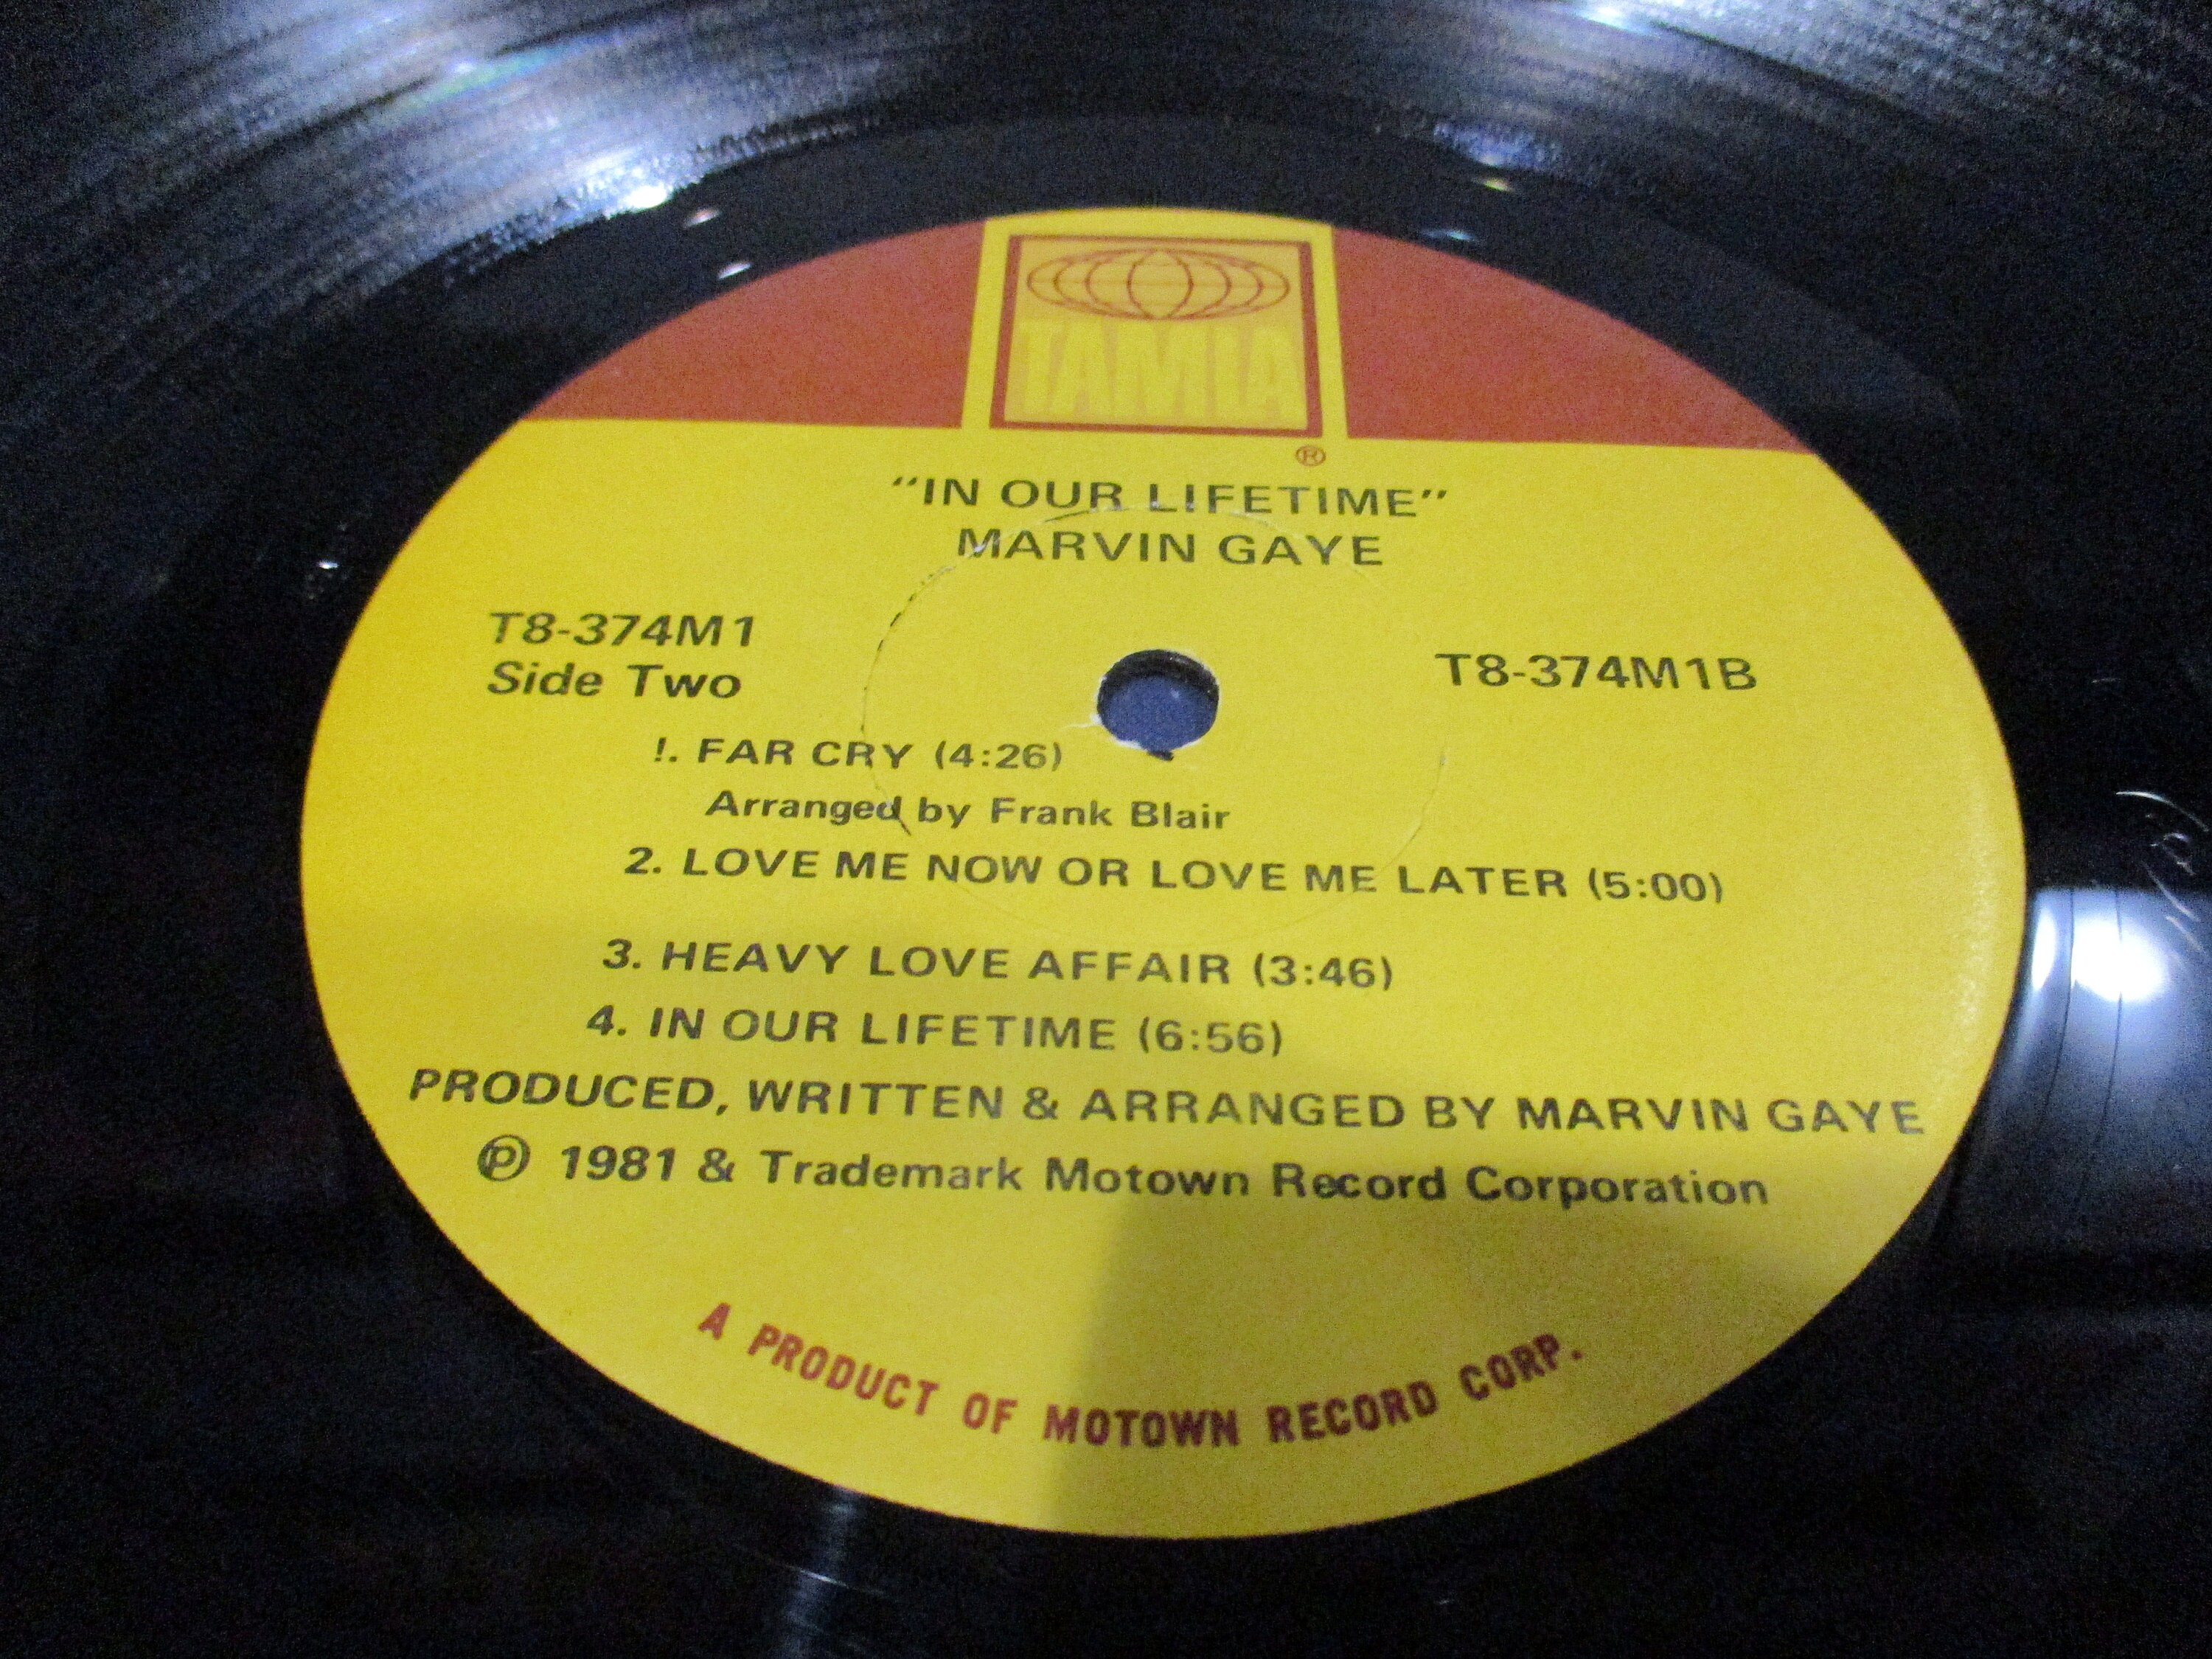 TAMLA
®
"IN OUR LIFETIME"
MARVIN GAYE
T8-374M1
Side Two
T8-374M1B
!. FAR CRY (4:26)
Arranged by Frank Blair
2. LOVE ME NOW OR LOVE ME LATER (5:00)
3. HEAVY LOVE AFFAIR (3:46)
4. IN OUR LIFETIME (6:56)
PRODUCED, WRITTEN & ARRANGED BY MARVIN GAYE
℗ 1981 & Trademark Motown Record Corporation
A PRODUCT OF MOTOWN RECORD CORP.